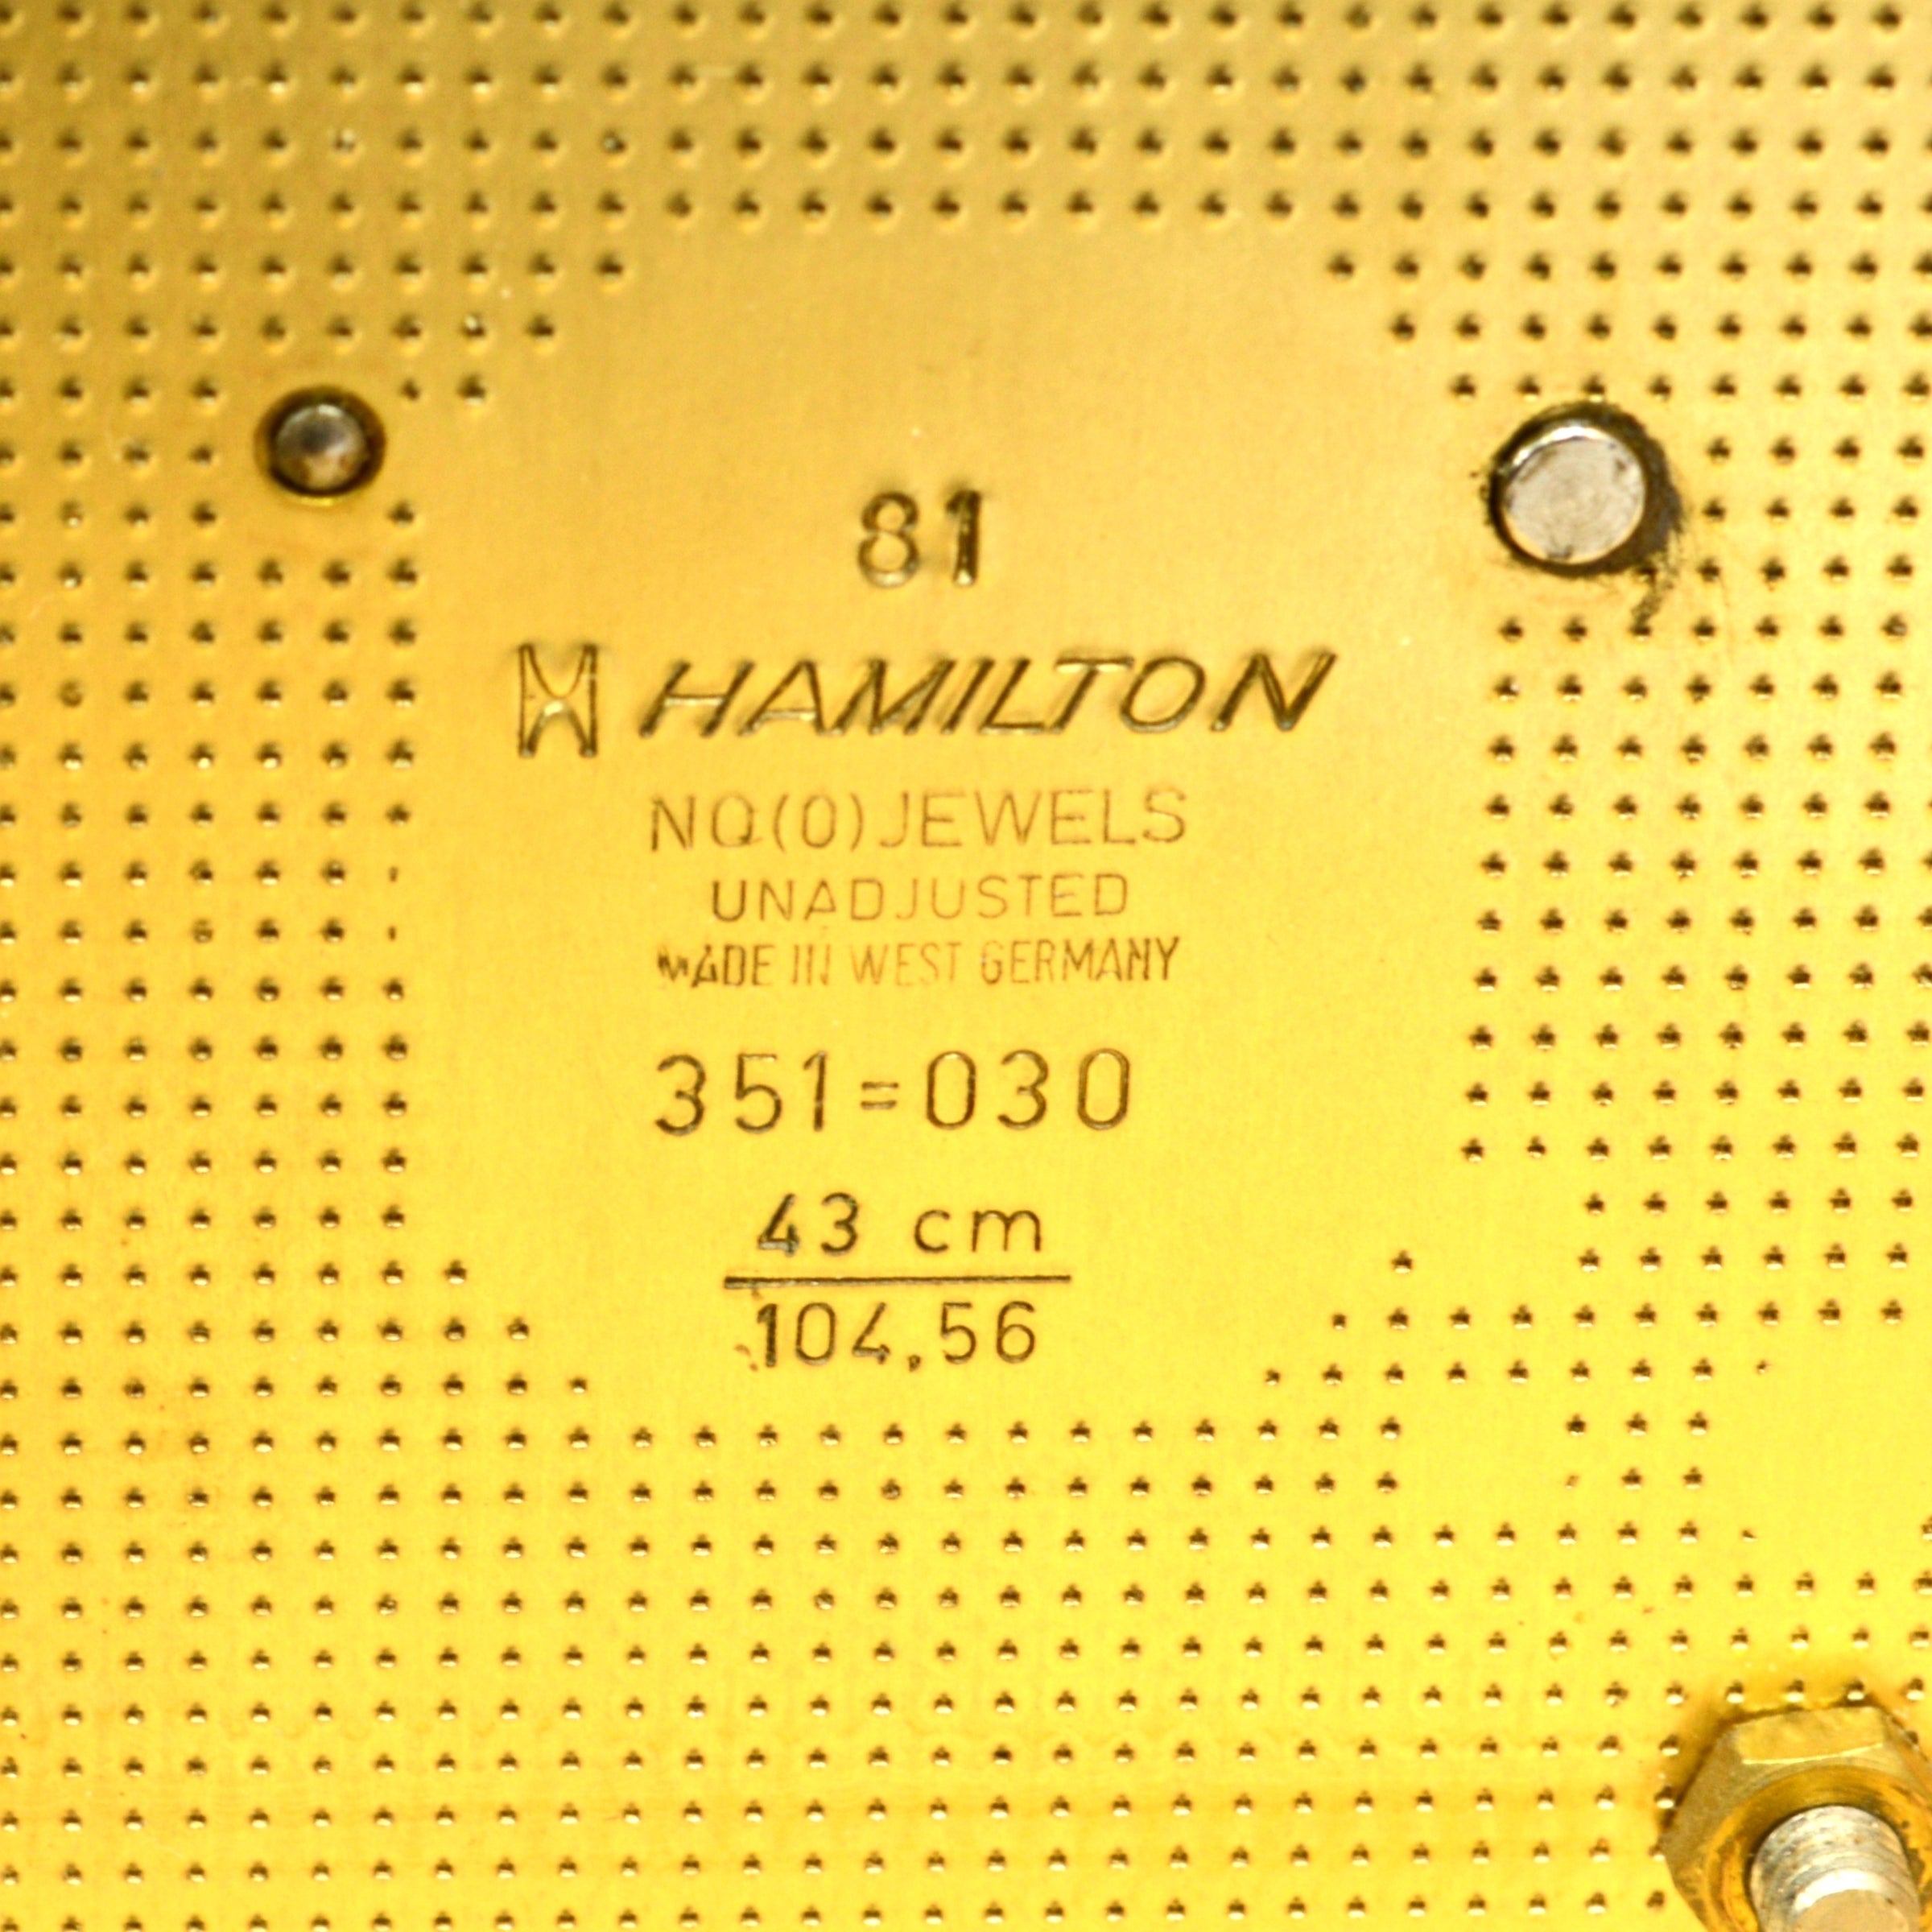 81
HAMILTON
NO(0)JEWELS
UNADJUSTED
MADE IN WEST GERMANY
351=030
43 cm
104,56